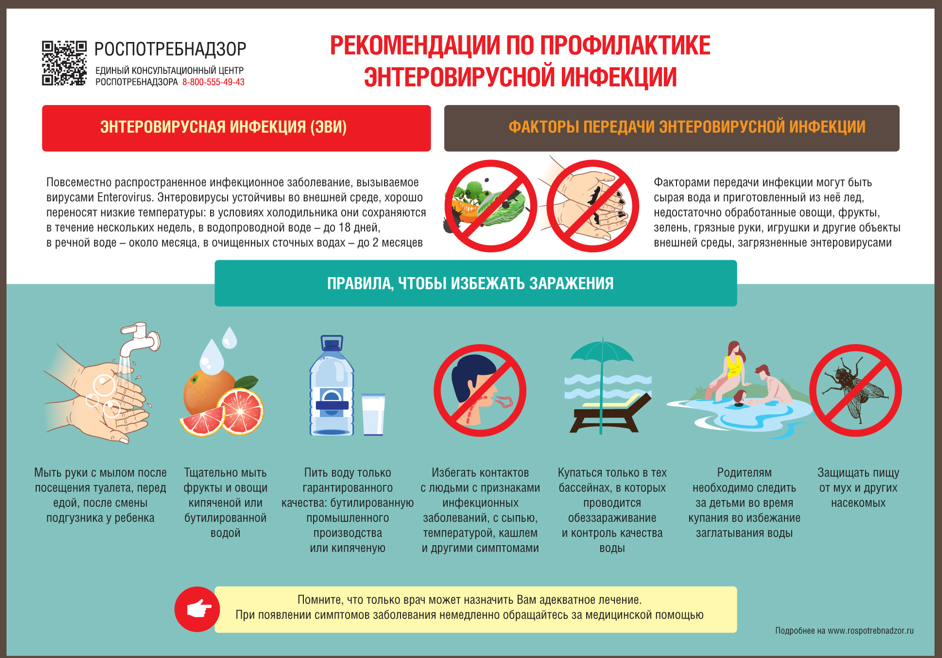 РОСПОТРЕБНАДЗОР
ЕДИНЫЙ КОНСУЛЬТАЦИОННЫЙ ЦЕНТР
РОСПОТРЕБНАДЗОРА 8-800-555-49-43
РЕКОМЕНДАЦИИ ПО ПРОФИЛАКТИКЕ
ЭНТЕРОВИРУСНОЙ ИНФЕКЦИИ
ЭНТЕРОВИРУСНАЯ ИНФЕКЦИЯ (ЭВИ)
Повсеместно распространенное инфекционное заболевание, вызываемое
вирусами Enterovirus. Энтеровирусы устойчивы во внешней среде, хорошо
переносят низкие температуры: в условиях холодильника они сохраняются
в течение нескольких недель, в водопроводной воде – до 18 дней,
в речной воде – около месяца, в очищенных сточных водах – до 2 месяцев
ФАКТОРЫ ПЕРЕДАЧИ ЭНТЕРОВИРУСНОЙ ИНФЕКЦИИ
Факторами передачи инфекции могут быть
сырая вода и приготовленный из неё лед,
недостаточно обработанные овощи, фрукты,
зелень, грязные руки, игрушки и другие объекты
внешней среды, загрязненные энтеровирусами
ПРАВИЛА, ЧТОБЫ ИЗБЕЖАТЬ ЗАРАЖЕНИЯ
Мыть руки с мылом после
посещения туалета, перед
едой, после смены
подгузника у ребенка
Тщательно мыть
фрукты и овощи
кипяченой или
бутилированной
водой
Пить воду только
гарантированного
качества: бутилированную
промышленного
производства
или кипяченую
Избегать контактов
с людьми с признаками
инфекционных
заболеваний, с сыпью,
температурой, кашлем
и другими симптомами
Купаться только в тех
бассейнах, в которых
проводится
обеззараживание
и контроль качества
воды
Родителям
необходимо следить
за детьми во время
купания во избежание
заглатывания воды
Защищать пищу
от мух и других
насекомых
Помните, что только врач может назначить Вам адекватное лечение.
При появлении симптомов заболевания немедленно обращайтесь за медицинской помощью
Подробнее на www.rospotrebnadzor.ru